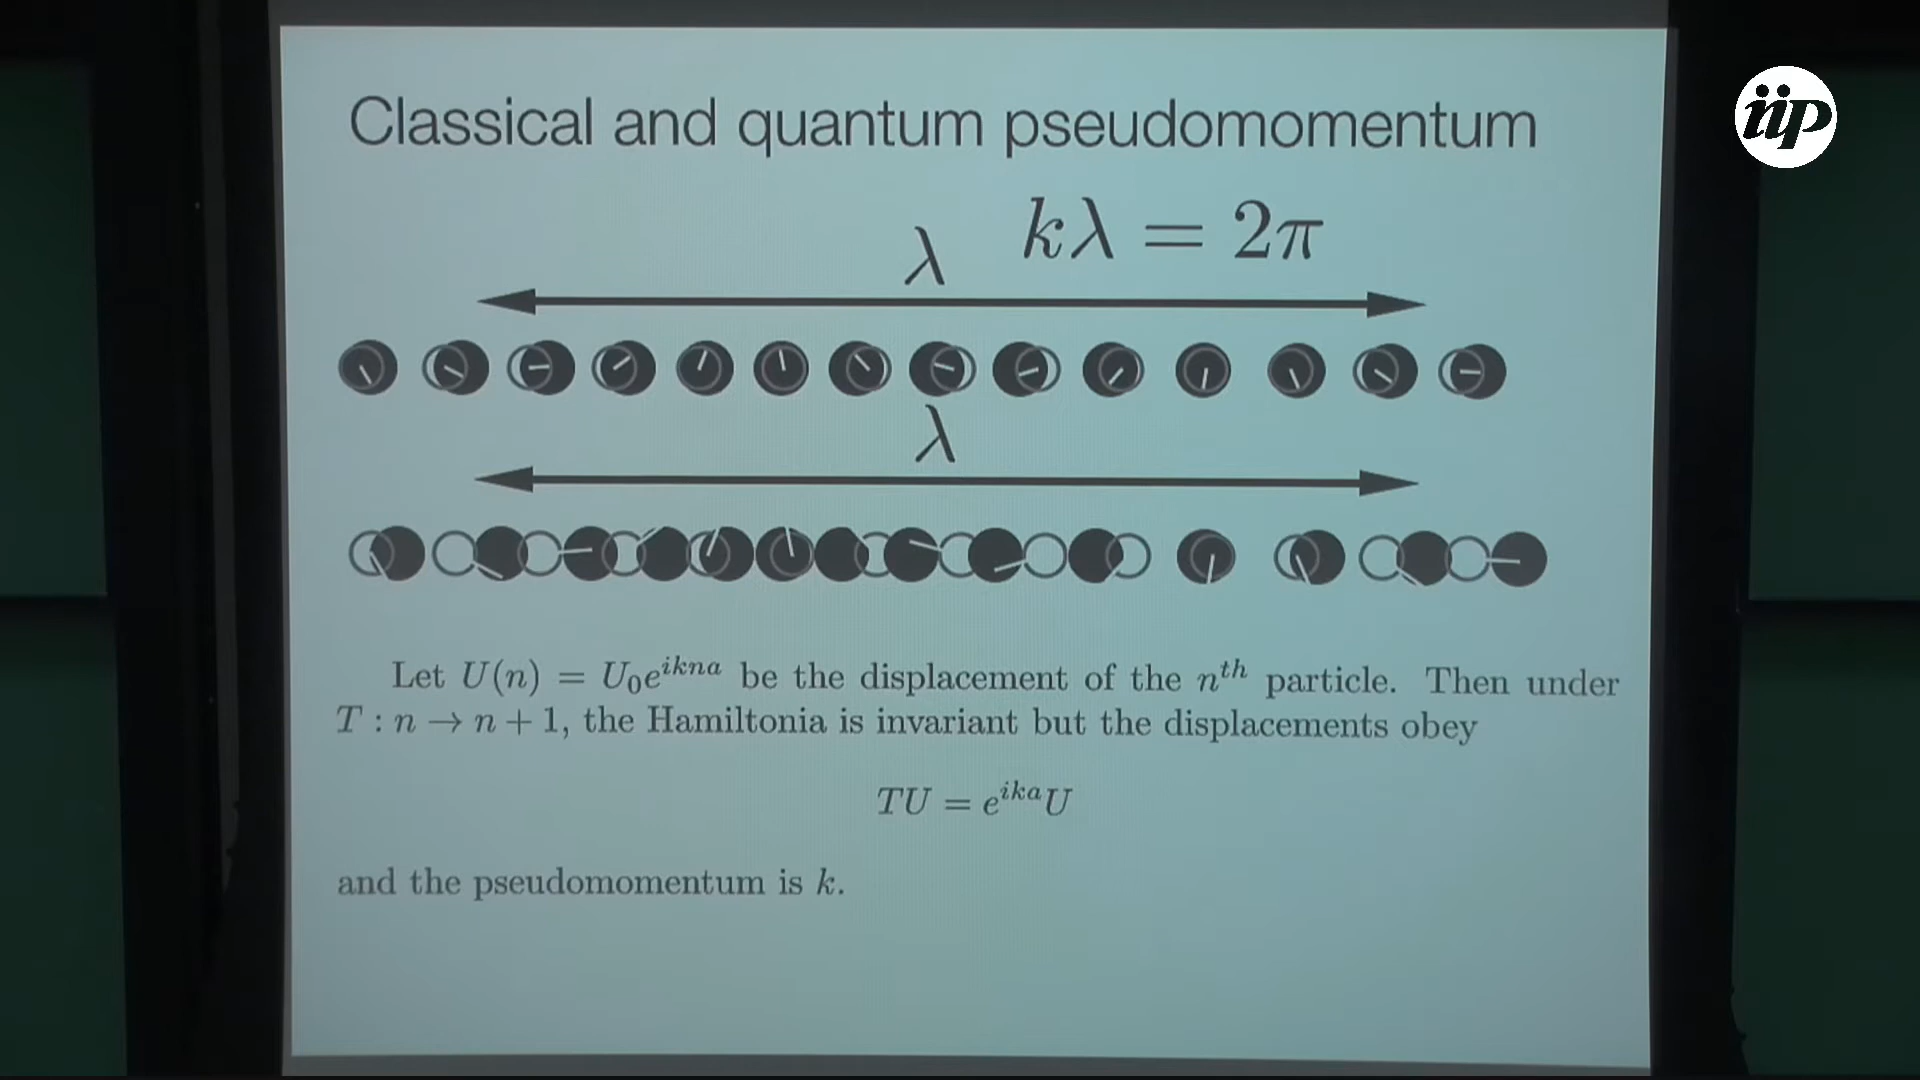 Classical and quantum pseudomomentum
iip
kλ = 2π
λ
λ
Let U(n) = U₀e^{ikna} be the displacement of the n^{th} particle. Then under
T : n → n + 1, the Hamiltonia is invariant but the displacements obey
TU = e^{ika}U
and the pseudomomentum is k.